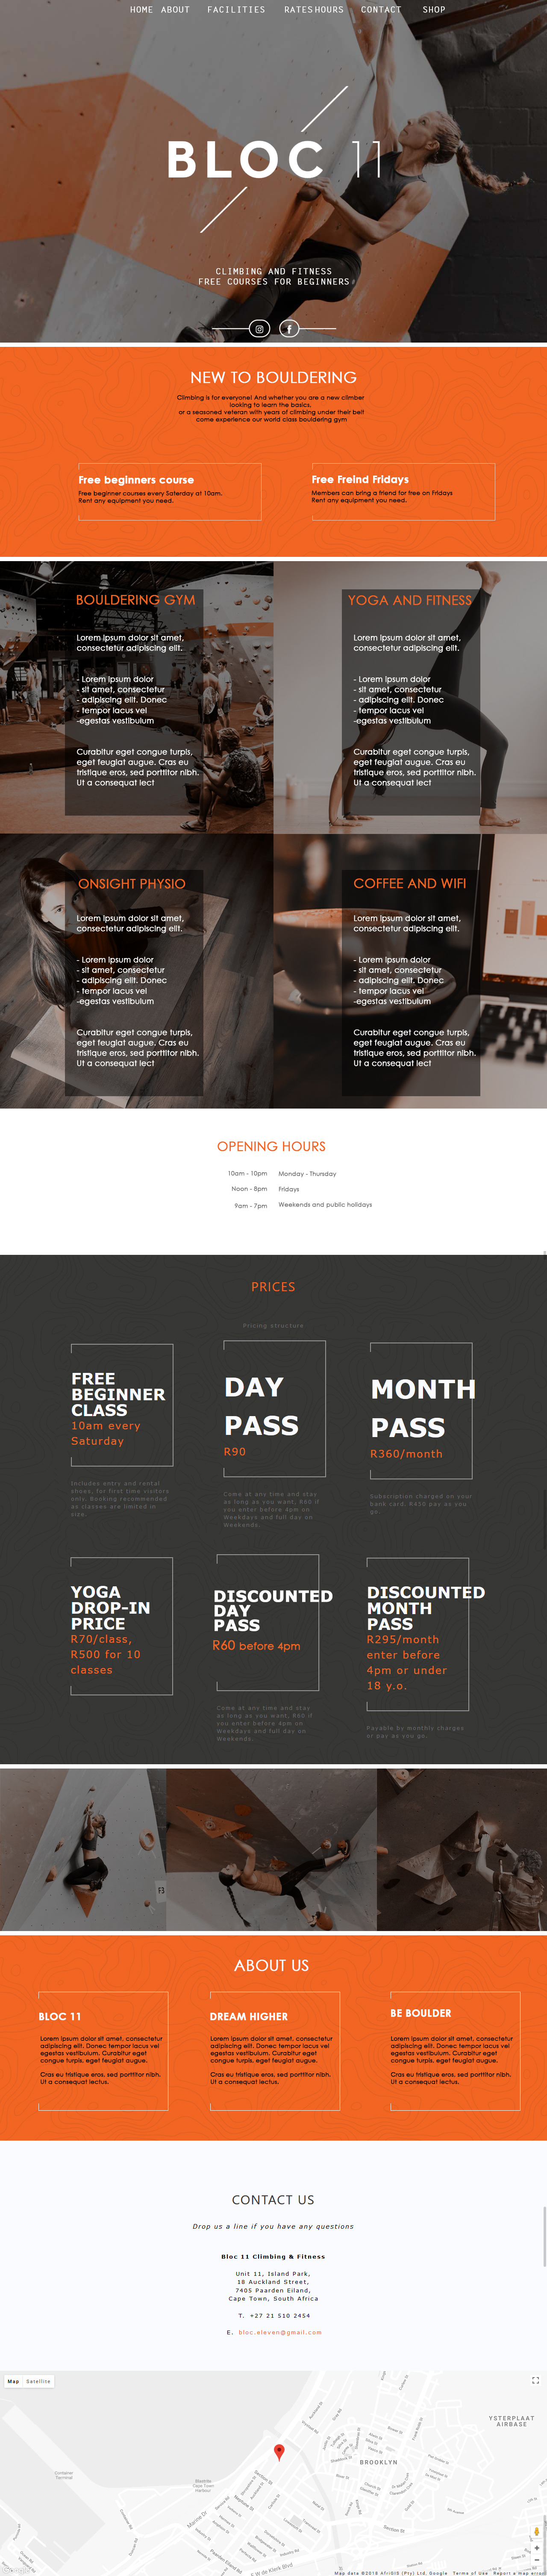 HOME ABOUT FACILITIES RATES HOURS CONTACT SHOP
BLOC 11
CLIMBING AND FITNESS
FREE COURSES FOR BEGINNERS
NEW TO BOULDERING
Climbing is for everyone! And whether you are a new climber
looking to learn the basics,
or a seasoned veteran with years of climbing under their belt
come experience our world class bouldering gym
Free beginners course
Free beginner courses every Saturday at 10am.
Rent any equipment you need.
Free Freind Fridays
Members can bring a friend for free on Fridays
Rent any equipment you need.
BOULDERING GYM
Lorem ipsum dolor sit amet,
consectetur adipiscing elit.
- Lorem ipsum dolor
- sit amet, consectetur
- adipiscing elit. Donec
- tempor lacus vel
-egestas vestibulum
Curabitur eget congue turpis,
eget feugiat augue. Cras eu
tristique eros, sed porttitor nibh.
Ut a consequat lect
YOGA AND FITNESS
Lorem ipsum dolor sit amet,
consectetur adipiscing elit.
- Lorem ipsum dolor
- sit amet, consectetur
- adipiscing elit. Donec
- tempor lacus vel
-egestas vestibulum
Curabitur eget congue turpis,
eget feugiat augue. Cras eu
tristique eros, sed porttitor nibh.
Ut a consequat lect
ONSIGHT PHYSIO
Lorem ipsum dolor sit amet,
consectetur adipiscing elit.
- Lorem ipsum dolor
- sit amet, consectetur
- adipiscing elit. Donec
- tempor lacus vel
-egestas vestibulum
Curabitur eget congue turpis,
eget feugiat augue. Cras eu
tristique eros, sed porttitor nibh.
Ut a consequat lect
COFFEE AND WIFI
Lorem ipsum dolor sit amet,
consectetur adipiscing elit.
- Lorem ipsum dolor
- sit amet, consectetur
- adipiscing elit. Donec
- tempor lacus vel
-egestas vestibulum
Curabitur eget congue turpis,
eget feugiat augue. Cras eu
tristique eros, sed porttitor nibh.
Ut a consequat lect
OPENING HOURS
10am - 10pm Monday - Thursday
Noon - 8pm Fridays
9am - 7pm Weekends and public holidays
PRICES
Pricing structure
FREE
BEGINNER
CLASS
10am every
Saturday
Includes entry and rental
shoes, for first time visitors
only. Booking recommended
as classes are limited in
size.
DAY
PASS
R90
Come at any time and stay
as long as you want, R60 if
you enter before 4pm on
Weekdays and full day on
Weekends.
MONTH
PASS
R360/month
Subscription charged on your
bank card. R430 pay as you
go.
YOGA
DROP-IN
PRICE
R70/class,
R500 for 10
classes
DISCOUNTED
DAY
PASS
R60 before 4pm
Come at any time and stay
as long as you want, R60 if
you enter before 4pm on
Weekdays and full day on
Weekends.
DISCOUNTED
MONTH
PASS
R295/month
enter before
4pm or under
18 y.o.
Payable by monthly charges
or pay as you go.
ABOUT US
BLOC 11
Lorem ipsum dolor sit amet, consectetur
adipiscing elit. Donec tempor lacus vel
egestas vestibulum. Curabitur eget
congue turpis, eget feugiat augue.
Cras eu tristique eros, sed porttitor nibh.
Ut a consequat lectus.
DREAM HIGHER
Lorem ipsum dolor sit amet, consectetur
adipiscing elit. Donec tempor lacus vel
egestas vestibulum. Curabitur eget
congue turpis, eget feugiat augue.
Cras eu tristique eros, sed porttitor nibh.
Ut a consequat lectus.
BE BOULDER
Lorem ipsum dolor sit amet, consectetur
adipiscing elit. Donec tempor lacus vel
egestas vestibulum. Curabitur eget
congue turpis, eget feugiat augue.
Cras eu tristique eros, sed porttitor nibh.
Ut a consequat lectus.
CONTACT US
Drop us a line if you have any questions
Bloc 11 Climbing & Fitness
Unit 11, Island Park,
18 Auckland Street,
7405 Paarden Eiland,
Cape Town, South Africa
T. +27 21 510 2454
E. bloc.eleven@gmail.com
Map Satellite
YSTERPLAAT
AIRBASE
BROOKLYN
Container
Terminal
Cape Town
Harbour
Marine Dr
Section St
Paarden Eiland Rd
F W de Klerk Blvd
Google
Map data ©2018 AfriGIS (Pty) Ltd, Google Terms of Use Report a map error